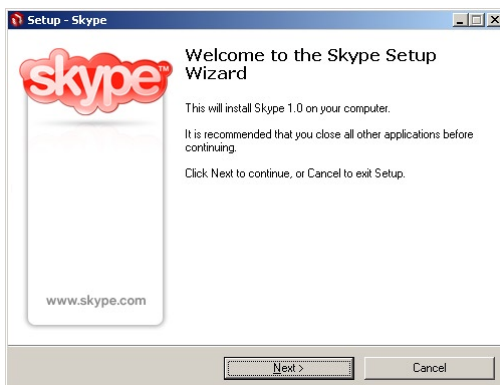 Setup - Skype
skype™
Welcome to the Skype Setup
Wizard
This will install Skype 1.0 on your computer.
It is recommended that you close all other applications before
continuing.
Click Next to continue, or Cancel to exit Setup.
www.skype.com
Next >
Cancel